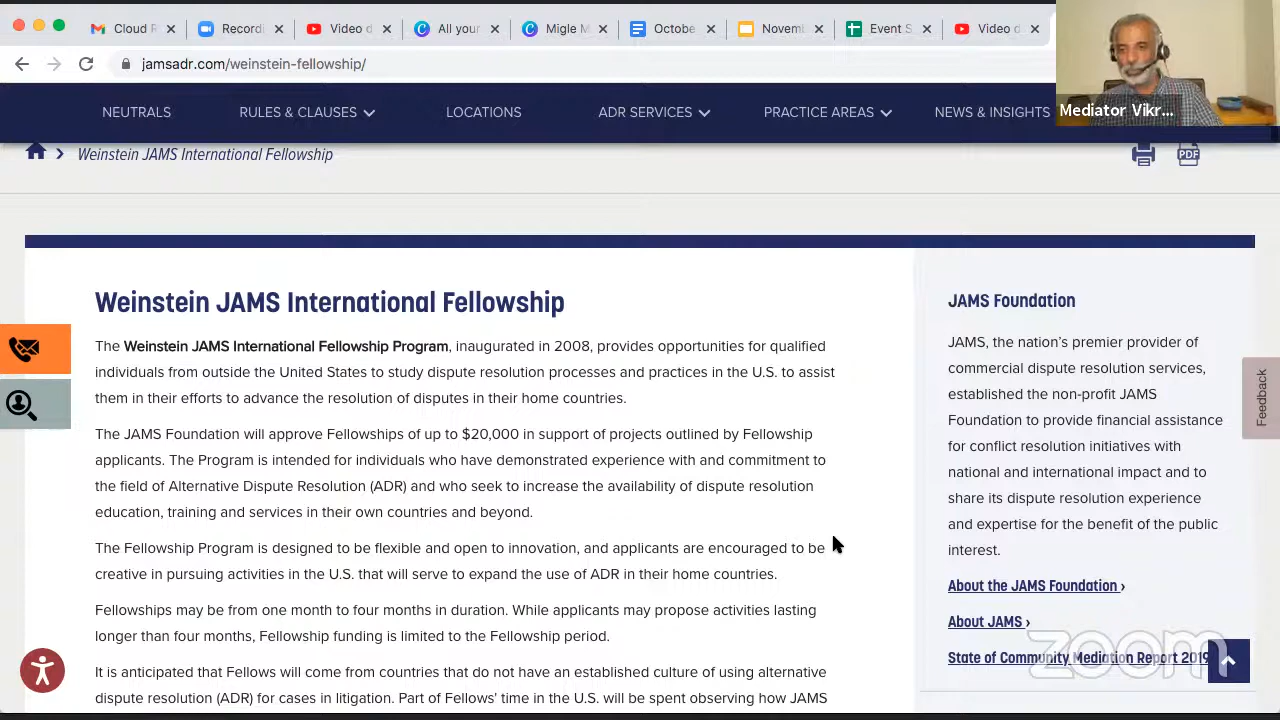 Cloud
Recordi
Video d
All your
Migle M
Octobe
Novem
Event S
Video d
jamsadr.com/weinstein-fellowship/
NEUTRALS RULES & CLAUSES LOCATIONS ADR SERVICES PRACTICE AREAS NEWS & INSIGHTS
Mediator Vikr...
Weinstein JAMS International Fellowship
PDF
Weinstein JAMS International Fellowship
The Weinstein JAMS International Fellowship Program, inaugurated in 2008, provides opportunities for qualified
individuals from outside the United States to study dispute resolution processes and practices in the U.S. to assist
them in their efforts to advance the resolution of disputes in their home countries.
The JAMS Foundation will approve Fellowships of up to $20,000 in support of projects outlined by Fellowship
applicants. The Program is intended for individuals who have demonstrated experience with and commitment to
the field of Alternative Dispute Resolution (ADR) and who seek to increase the availability of dispute resolution
education, training and services in their own countries and beyond.
The Fellowship Program is designed to be flexible and open to innovation, and applicants are encouraged to be
creative in pursuing activities in the U.S. that will serve to expand the use of ADR in their home countries.
Fellowships may be from one month to four months in duration. While applicants may propose activities lasting
longer than four months, Fellowship funding is limited to the Fellowship period.
It is anticipated that Fellows will come from countries that do not have an established culture of using alternative
dispute resolution (ADR) for cases in litigation. Part of Fellows' time in the U.S. will be spent observing how JAMS
JAMS Foundation
JAMS, the nation's premier provider of
commercial dispute resolution services,
established the non-profit JAMS
Foundation to provide financial assistance
for conflict resolution initiatives with
national and international impact and to
share its dispute resolution experience
and expertise for the benefit of the public
interest.
About the JAMS Foundation ›
About JAMS ›
State of Community Mediation Report 2019
Feedback
zoom